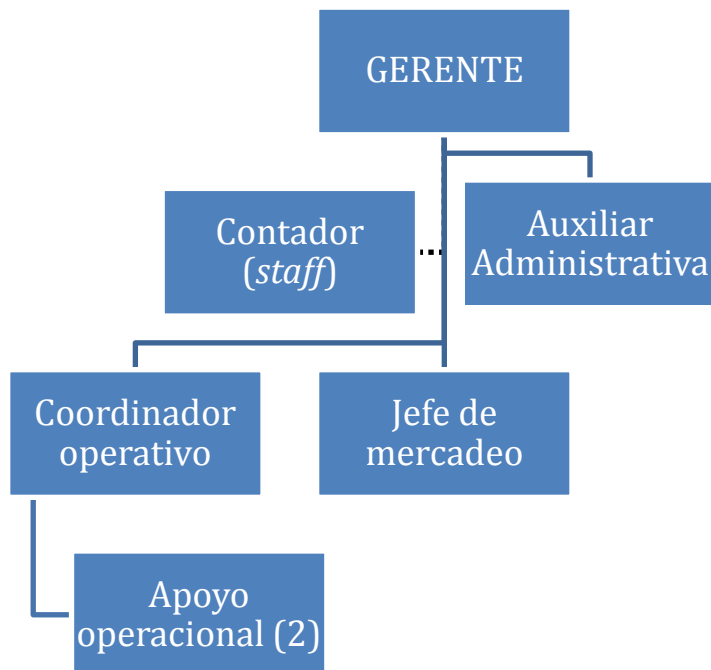 GERENTE
Contador
(staff)
Auxiliar
Administrativa
Coordinador
operativo
Jefe de
mercadeo
Apoyo
operacional (2)